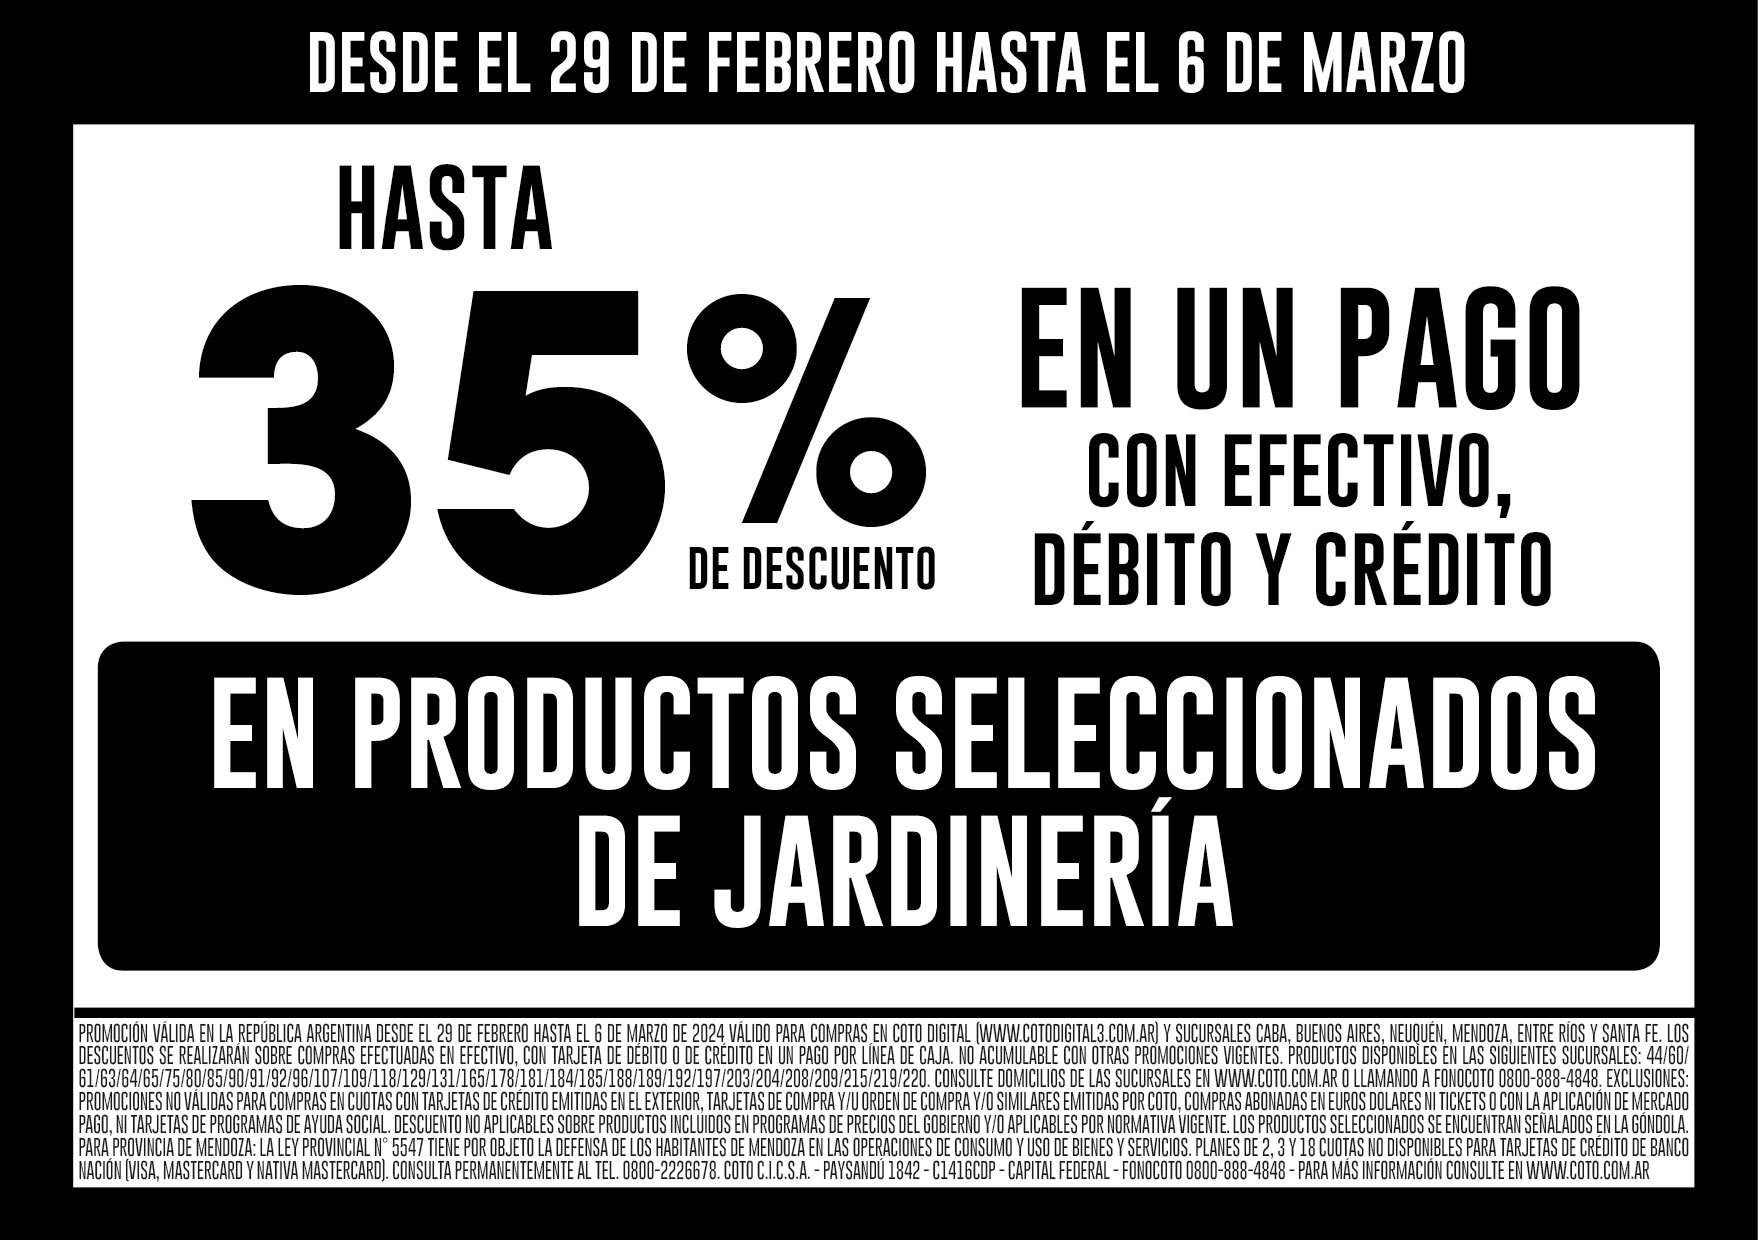 DESDE EL 29 DE FEBRERO HASTA EL 6 DE MARZO
HASTA
35%
DE DESCUENTO
EN UN PAGO
CON EFECTIVO,
DÉBITO Y CRÉDITO
EN PRODUCTOS SELECCIONADOS
DE JARDINERÍA
PROMOCIÓN VÁLIDA EN LA REPÚBLICA ARGENTINA DESDE EL 29 DE FEBRERO HASTA EL 6 DE MARZO DE 2024 VÁLIDO PARA COMPRAS EN COTO DIGITAL (WWW.COTODIGITAL3.COM.AR) Y SUCURSALES CABA, BUENOS AIRES, NEUQUÉN, MENDOZA, ENTRE RÍOS Y SANTA FE. LOS
DESCUENTOS SE REALIZARÁN SOBRE COMPRAS EFECTUADAS EN EFECTIVO, CON TARJETA DE DÉBITO O DE CRÉDITO EN UN PAGO POR LÍNEA DE CAJA. NO ACUMULABLE CON OTRAS PROMOCIONES VIGENTES. PRODUCTOS DISPONIBLES EN LAS SIGUIENTES SUCURSALES: 44/60/
61/63/64/65/75/80/85/90/91/92/96/107/109/118/129/131/165/178/181/184/185/188/189/192/197/203/204/208/209/215/219/220. CONSULTE DOMICILIOS DE LAS SUCURSALES EN WWW.COTO.COM.AR O LLAMANDO A FONOCOTO 0800-888-4848. EXCLUSIONES:
PROMOCIONES NO VÁLIDAS PARA COMPRAS EN CUOTAS CON TARJETAS DE CRÉDITO EMITIDAS EN EL EXTERIOR, TARJETAS DE COMPRA Y/U ORDEN DE COMPRA Y/O SIMILARES EMITIDAS POR COTO, COMPRAS ABONADAS EN EUROS DOLARES NI TICKETS O CON LA APLICACIÓN DE MERCADO
PAGO, NI TARJETAS DE PROGRAMAS DE AYUDA SOCIAL. DESCUENTO NO APLICABLES SOBRE PRODUCTOS INCLUIDOS EN PROGRAMAS DE PRECIOS DEL GOBIERNO Y/O APLICABLES POR NORMATIVA VIGENTE. LOS PRODUCTOS SELECCIONADOS SE ENCUENTRAN SEÑALADOS EN LA GÓNDOLA.
PARA PROVINCIA DE MENDOZA: LA LEY PROVINCIAL N° 5547 TIENE POR OBJETO LA DEFENSA DE LOS HABITANTES DE MENDOZA EN LAS OPERACIONES DE CONSUMO Y USO DE BIENES Y SERVICIOS. PLANES DE 2, 3 Y 18 CUOTAS NO DISPONIBLES PARA TARJETAS DE CRÉDITO DE BANCO
NACIÓN (VISA, MASTERCARD Y NATIVA MASTERCARD). CONSULTA PERMANENTEMENTE AL TEL. 0800-2226678. COTO C.I.C.S.A. - PAYSANDÚ 1842 - C1416CDP - CAPITAL FEDERAL - FONOCOTO 0800-888-4848 - PARA MÁS INFORMACIÓN CONSULTE EN WWW.COTO.COM.AR